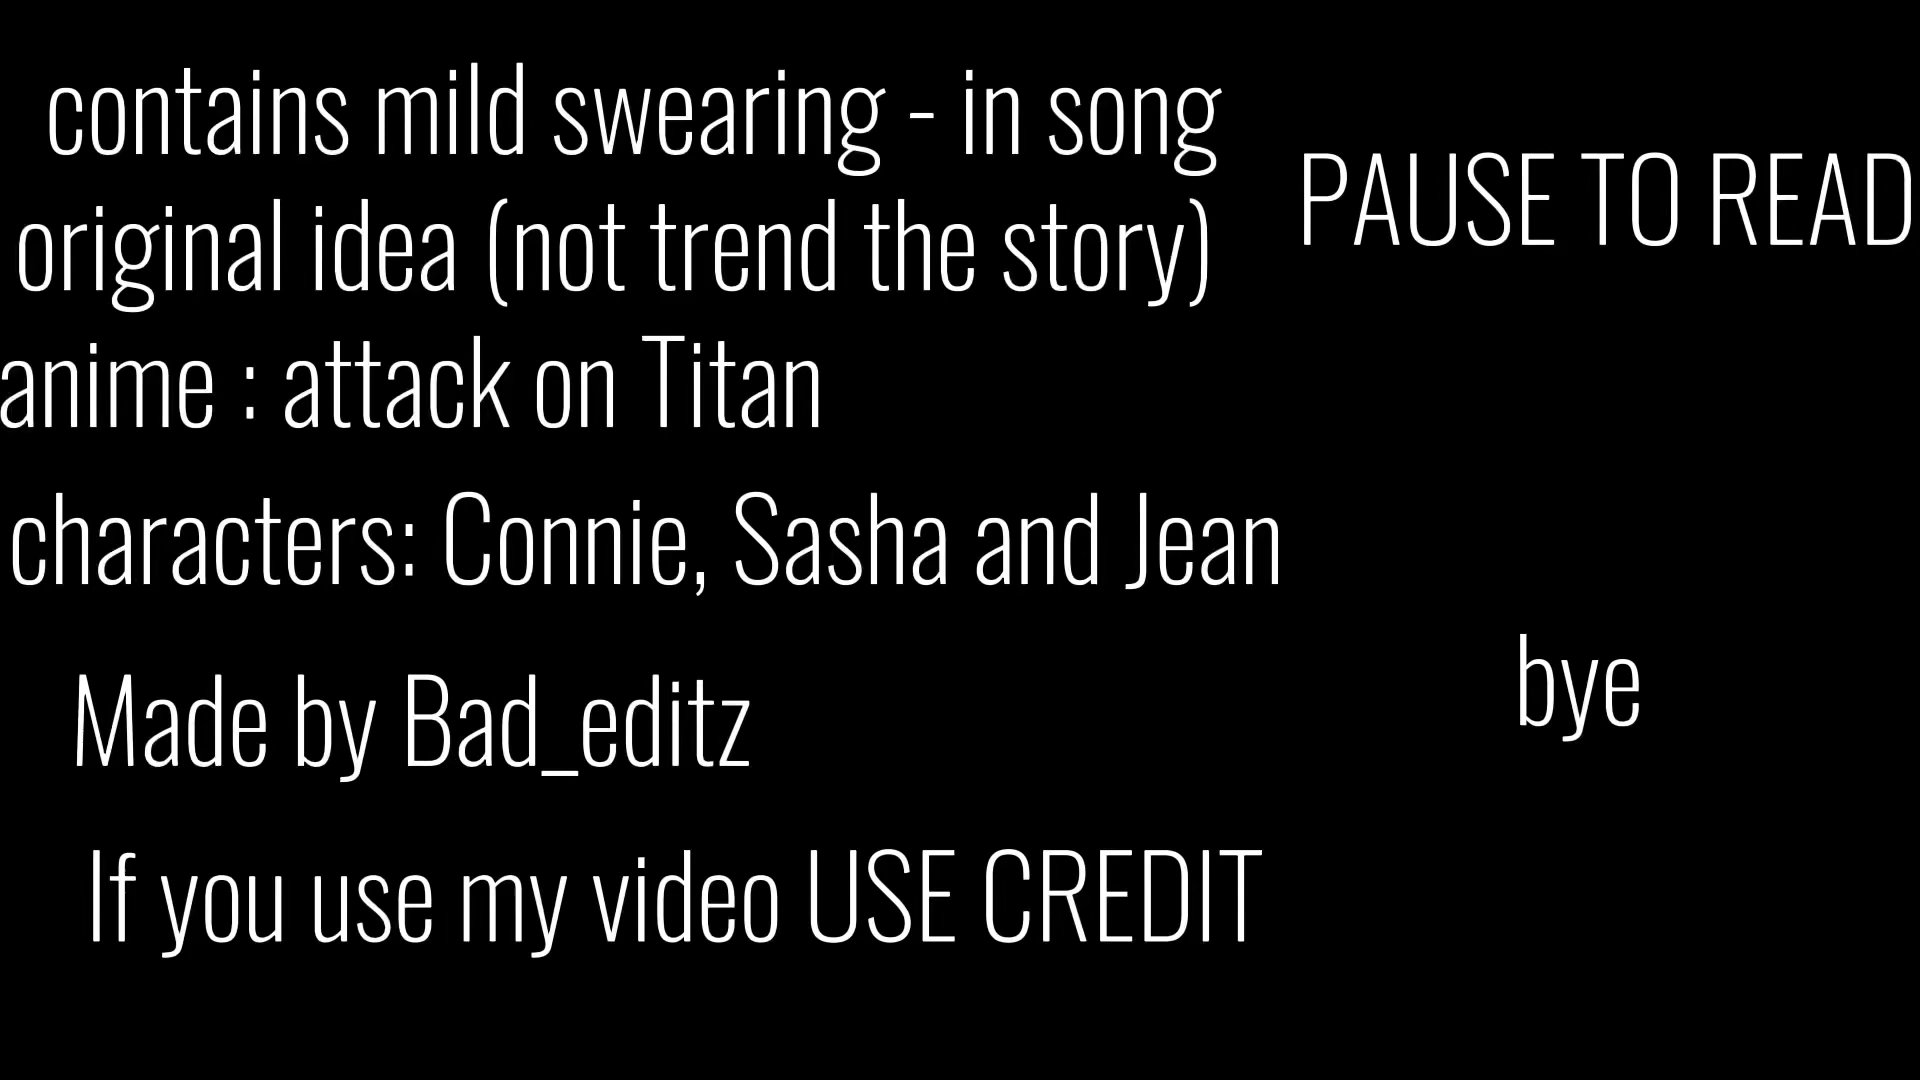 contains mild swearing - in song
PAUSE TO READ
original idea (not trend the story)
anime : attack on Titan
characters: Connie, Sasha and Jean
bye
Made by Bad_editz
If you use my video USE CREDIT